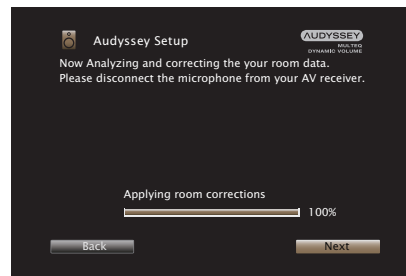 Audyssey Setup
AUDYSSEY
MULTEQ
DYNAMIC VOLUME
Now Analyzing and correcting the your room data.
Please disconnect the microphone from your AV receiver.
Applying room corrections
100%
Back
Next